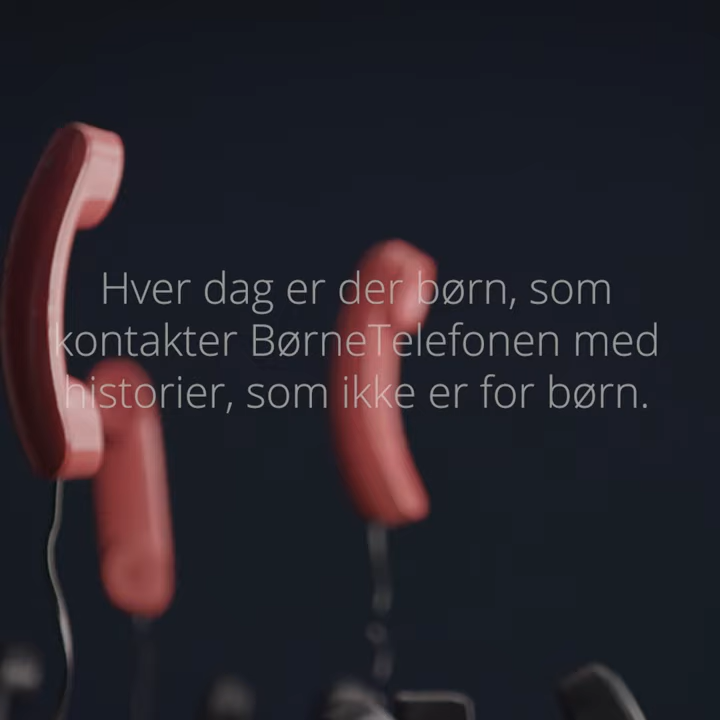 Hver dag er der børn, som
kontakter BørneTelefonen med
historier, som ikke er for børn.